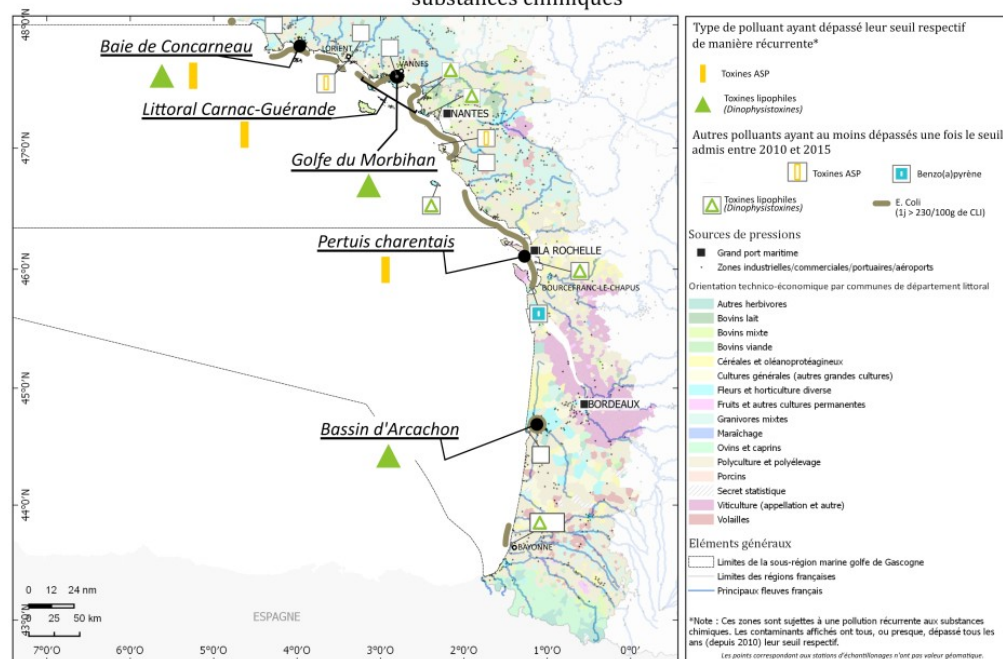 substances chimiques
48°0'N
47°0'N
46°0'N
45°0'N
44°0'N
43°0'N
Baie de Concarneau
LORIENT
VANNES
Littoral Carnac-Guérande
NANTES
Golfe du Morbihan
Pertuis charentais
LA ROCHELLE
BOURCEFRANC-LE-CHAPUS
BORDEAUX
Bassin d'Arcachon
BAYONNE
ESPAGNE
0 12 24 nm
0 25 50 km
7°0'O 6°0'O 5°0'O 4°0'O 3°0'O 2°0'O 1°0'O 0°0'
Type de polluant ayant dépassé leur seuil respectif
de manière récurrente*
Toxines ASP
Toxines lipophiles
(Dinophysistoxines)
Autres polluants ayant au moins dépassés une fois le seuil
admis entre 2010 et 2015
Toxines ASP
Benzo(a)pyrène
Toxines lipophiles
(Dinophysistoxines)
E. Coli
(1j > 230/100g de CLI)
Sources de pressions
Grand port maritime
Zones industrielles/commerciales/portuaires/aéroports
Orientation technico-économique par communes de département littoral
Autres herbivores
Bovins lait
Bovins mixte
Bovins viande
Céréales et oléanoprotéagineux
Cultures générales (autres grandes cultures)
Fleurs et horticulture diverse
Fruits et autres cultures permanentes
Granivores mixtes
Maraîchage
Ovins et caprins
Polyculture et polyélevage
Porcins
Secret statistique
Viticulture (appellation et autre)
Volailles
Eléments généraux
Limites de la sous-région marine golfe de Gascogne
Limites des régions françaises
Principaux fleuves français
*Note : Ces zones sont sujettes à une pollution récurrente aux substances
chimiques. Les contaminants affichés ont tous, ou presque, dépassé tous les
ans (depuis 2010) leur seuil respectif.
Les points correspondant aux stations d'échantillonages n'ont pas valeur géomatique.